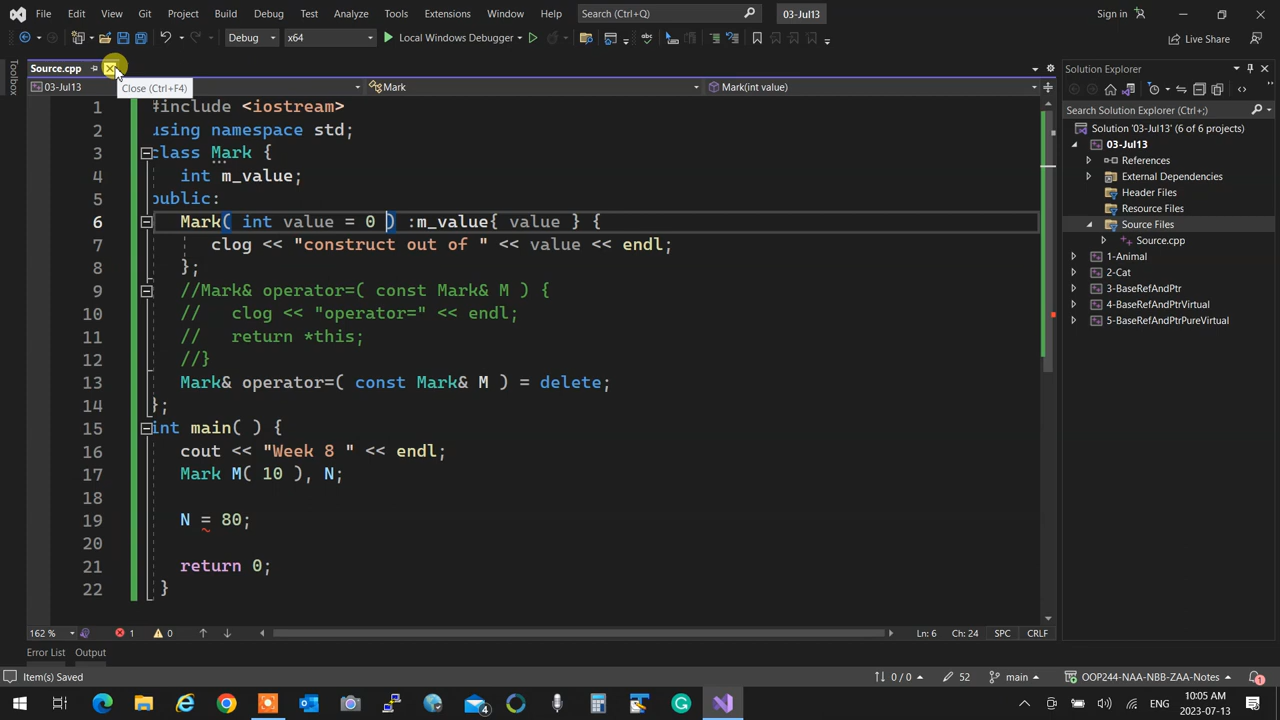 File Edit View Git Project Build Debug Test Analyze Tools Extensions Window Help Search (Ctrl+Q) 03-Jul13 Sign in
Debug x64 Local Windows Debugger Live Share
Toolbox
Source.cpp
Close (Ctrl+F4)
03-Jul13 Mark Mark(int value)
1 #include <iostream>
2 using namespace std;
3 class Mark {
4 int m_value;
5 public:
6 Mark( int value = 0 ) :m_value{ value } {
7 clog << "construct out of " << value << endl;
8 };
9 //Mark& operator=( const Mark& M ) {
10 // clog << "operator=" << endl;
11 // return *this;
12 //}
13 Mark& operator=( const Mark& M ) = delete;
14 };
15 int main( ) {
16 cout << "Week 8 " << endl;
17 Mark M( 10 ), N;
18
19 N = 80;
20
21 return 0;
22 }
Solution Explorer
Search Solution Explorer (Ctrl+;)
Solution '03-Jul13' (6 of 6 projects)
03-Jul13
References
External Dependencies
Header Files
Resource Files
Source Files
Source.cpp
1-Animal
2-Cat
3-BaseRefAndPtr
4-BaseRefAndPtrVirtual
5-BaseRefAndPtrPureVirtual
162 % 1 0 Ln: 6 Ch: 24 SPC CRLF
Error List Output
Item(s) Saved 0 / 0 52 main OOP244-NAA-NBB-ZAA-Notes 1
4 ENG 10:05 AM
2023-07-13